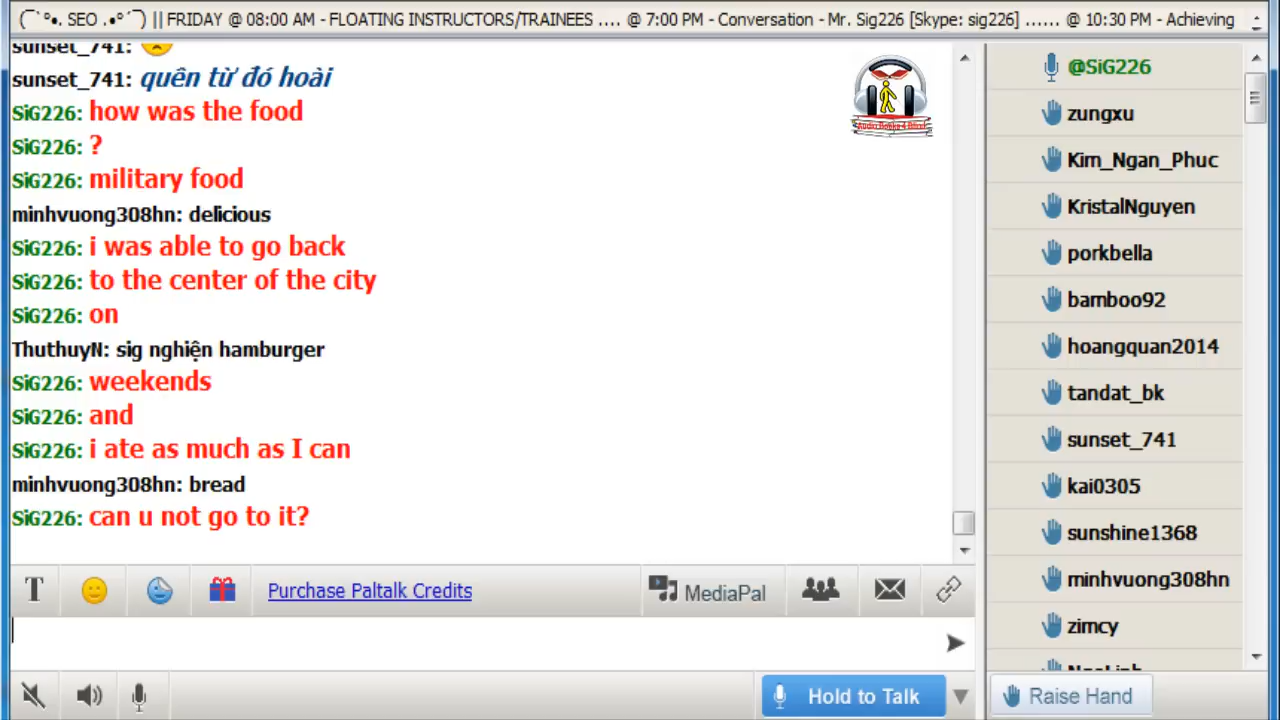 (¯`°•. SEO .•°´¯) || FRIDAY @ 08:00 AM - FLOATING INSTRUCTORS/TRAINEES .... @ 7:00 PM - Conversation - Mr. Sig226 [Skype: sig226] ...... @ 10:30 PM - Achieving
sunset_741:
sunset_741: quên từ đó hoài
SiG226: how was the food
SiG226: ?
SiG226: military food
minhvuong308hn: delicious
SiG226: i was able to go back
SiG226: to the center of the city
SiG226: on
ThuthuyN: sig nghiện hamburger
SiG226: weekends
SiG226: and
SiG226: i ate as much as I can
minhvuong308hn: bread
SiG226: can u not go to it?
T
Purchase Paltalk Credits
MediaPal
Hold to Talk
@SiG226
zungxu
Kim_Ngan_Phuc
KristalNguyen
porkbella
bamboo92
hoangquan2014
tandat_bk
sunset_741
kai0305
sunshine1368
minhvuong308hn
zimcy
Raise Hand